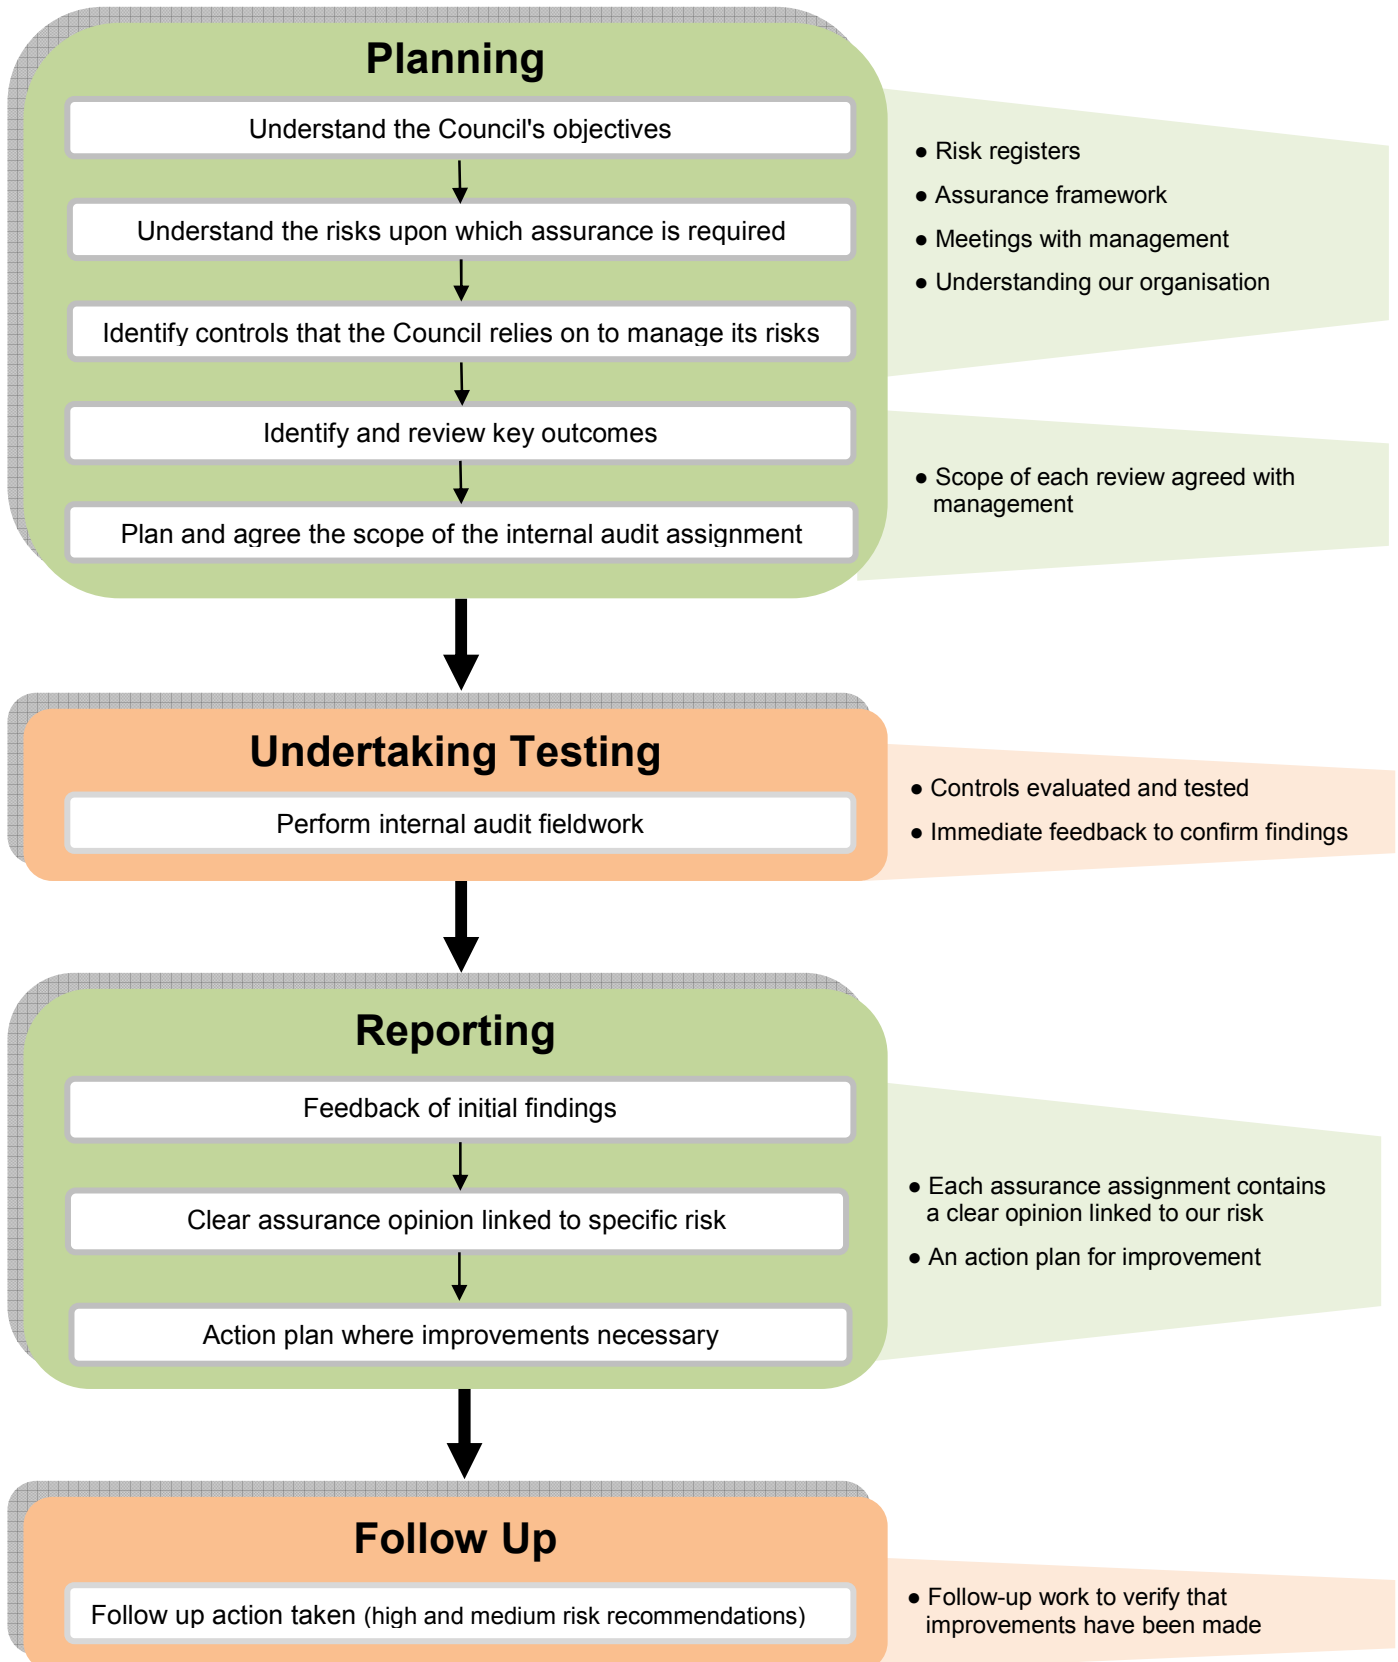 Planning
Understand the Council's objectives
Understand the risks upon which assurance is required
Identify controls that the Council relies on to manage its risks
Identify and review key outcomes
Plan and agree the scope of the internal audit assignment
● Risk registers
● Assurance framework
● Meetings with management
● Understanding our organisation
● Scope of each review agreed with
management
Undertaking Testing
Perform internal audit fieldwork
● Controls evaluated and tested
● Immediate feedback to confirm findings
Reporting
Feedback of initial findings
Clear assurance opinion linked to specific risk
Action plan where improvements necessary
● Each assurance assignment contains
a clear opinion linked to our risk
● An action plan for improvement
Follow Up
Follow up action taken (high and medium risk recommendations)
● Follow-up work to verify that
improvements have been made